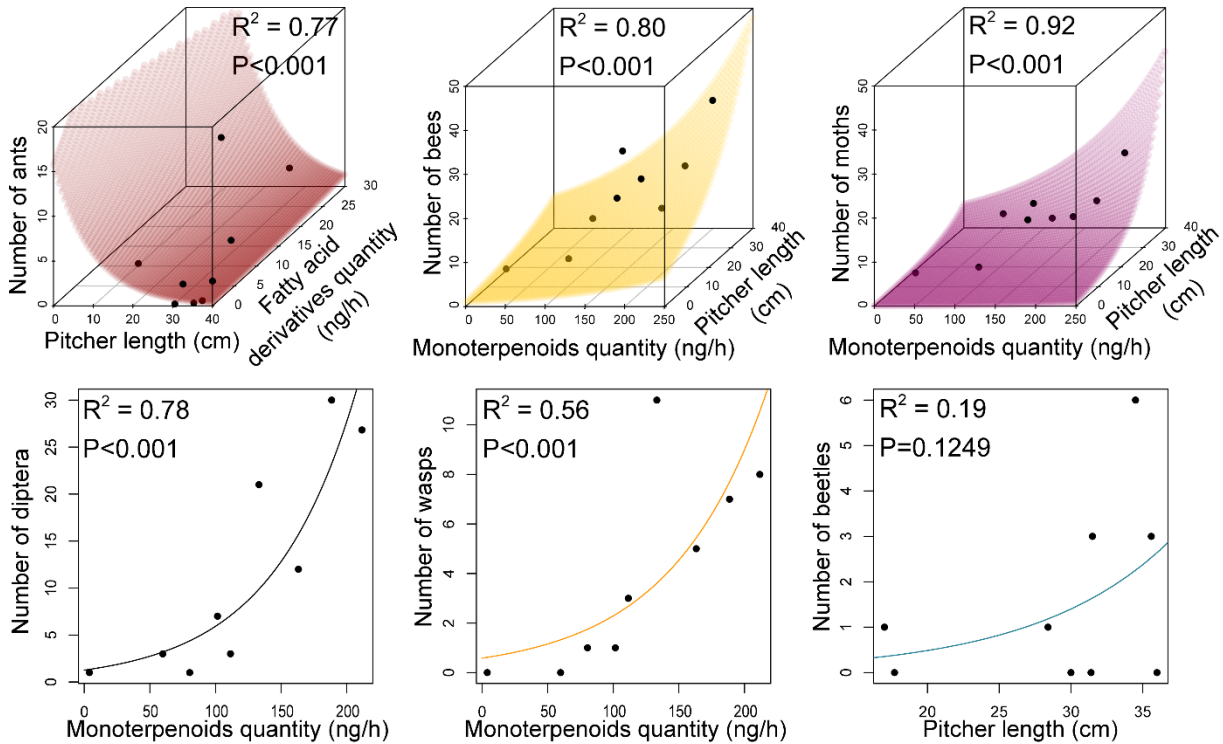 R² = 0.77
P<0.001
Number of ants
0
5
10
15
20
0
10
20
30
40
Pitcher length (cm)
0
5
10
15
20
25
30
Fatty acid
derivatives quantity
(ng/h)
R² = 0.80
P<0.001
Number of bees
0
10
20
30
40
50
0
50
100
150
200
250
Monoterpenoids quantity (ng/h)
0
10
20
30
40
Pitcher length
(cm)
R² = 0.92
P<0.001
Number of moths
0
10
20
30
40
50
0
50
100
150
200
250
Monoterpenoids quantity (ng/h)
0
10
20
30
40
Pitcher length
(cm)
R² = 0.78
P<0.001
Number of diptera
0
5
10
15
20
25
30
0
50
100
150
200
Monoterpenoids quantity (ng/h)
R² = 0.56
P<0.001
Number of wasps
0
2
4
6
8
10
0
50
100
150
200
Monoterpenoids quantity (ng/h)
R² = 0.19
P=0.1249
Number of beetles
0
1
2
3
4
5
6
20
25
30
35
Pitcher length (cm)